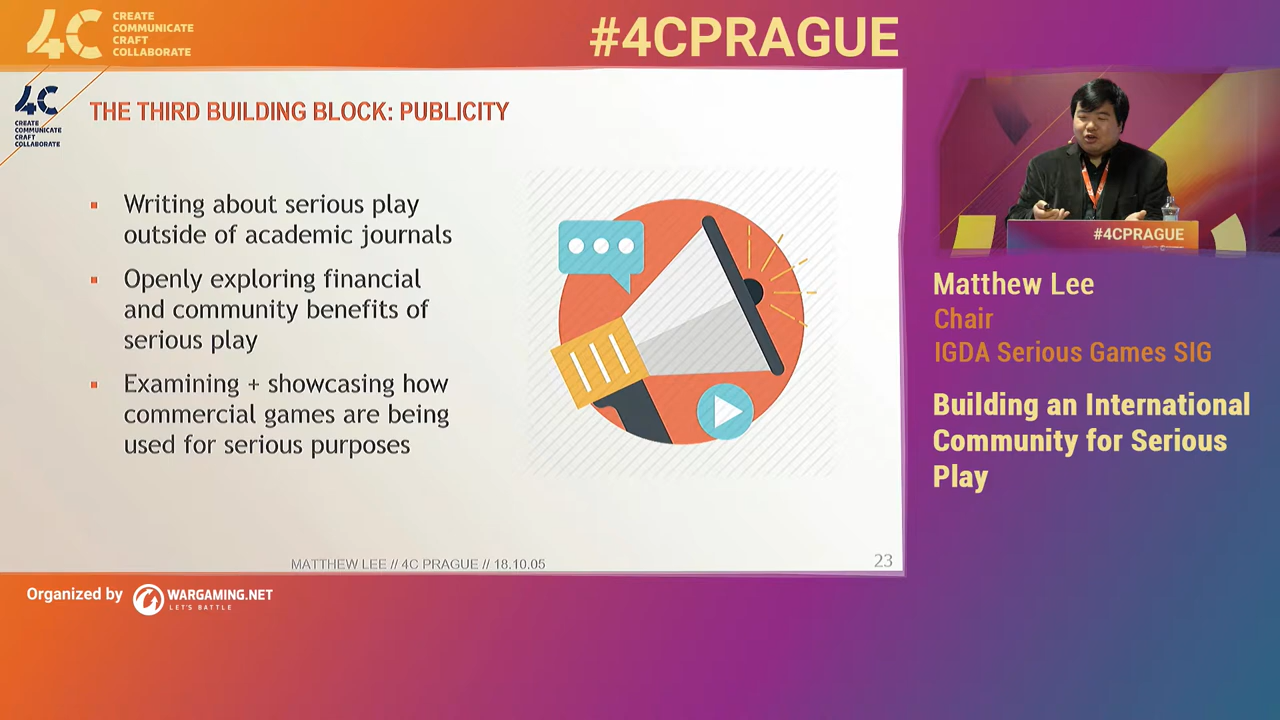 4C
CREATE
COMMUNICATE
CRAFT
COLLABORATE
#4CPRAGUE
4C
CREATE
COMMUNICATE
CRAFT
COLLABORATE
THE THIRD BUILDING BLOCK: PUBLICITY
▪ Writing about serious play
outside of academic journals
▪ Openly exploring financial
and community benefits of
serious play
▪ Examining + showcasing how
commercial games are being
used for serious purposes
MATTHEW LEE // 4C PRAGUE // 18.10.05
23
#4CPRAGUE
Matthew Lee
Chair
IGDA Serious Games SIG
Building an International
Community for Serious
Play
Organized by
WARGAMING.NET
LET'S BATTLE